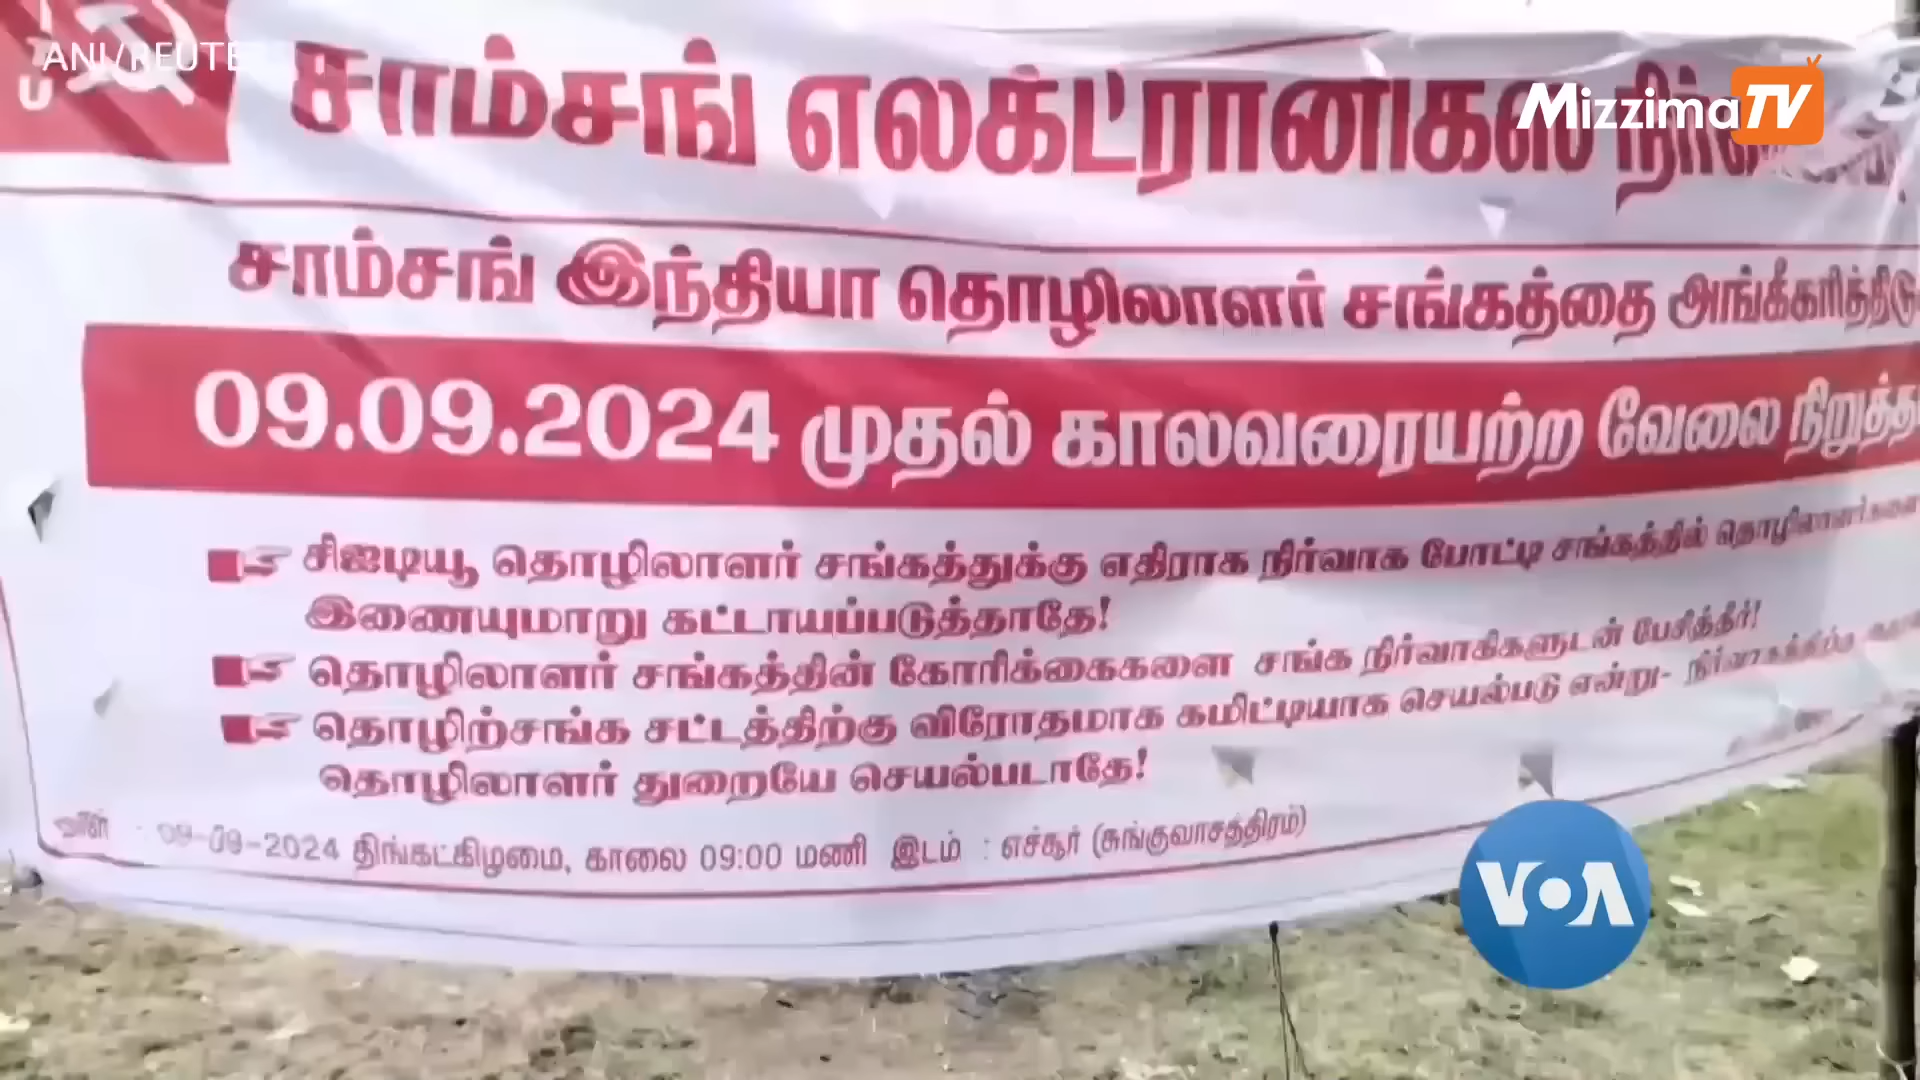 ANI/REUTE
U
MizzimaTV
சாம்சங் எலக்ட்ரானிகஸ்
சாம்சங் இந்தியா தொழிலாளர் சங்கத்தை அங்கீகரித்திடு
09.09.2024 முதல் காலவரையற்ற வேலை நிறுத்த
சிஐடியூ தொழிலாளர் சங்கத்துக்கு எதிராக நிர்வாக போட்டி சங்கத்தில் தொழிலாளர்களை
இணையுமாறு கட்டாயப்படுத்தாதே!
தொழிலாளர் சங்கத்தின் கோரிக்கைகளை சங்க நிர்வாகிகளுடன் பேசித்தீர்!
தொழிற்சங்க சட்டத்திற்கு விரோதமாக கமிட்டியாக செயல்படு என்று-
தொழிலாளர் துறையே செயல்படாதே!
நாள் : 09-09-2024 திங்கட்கிழமை, காலை 09:00 மணி இடம் : எச்சூர் (சுங்குவாசத்திரம்)
VOA